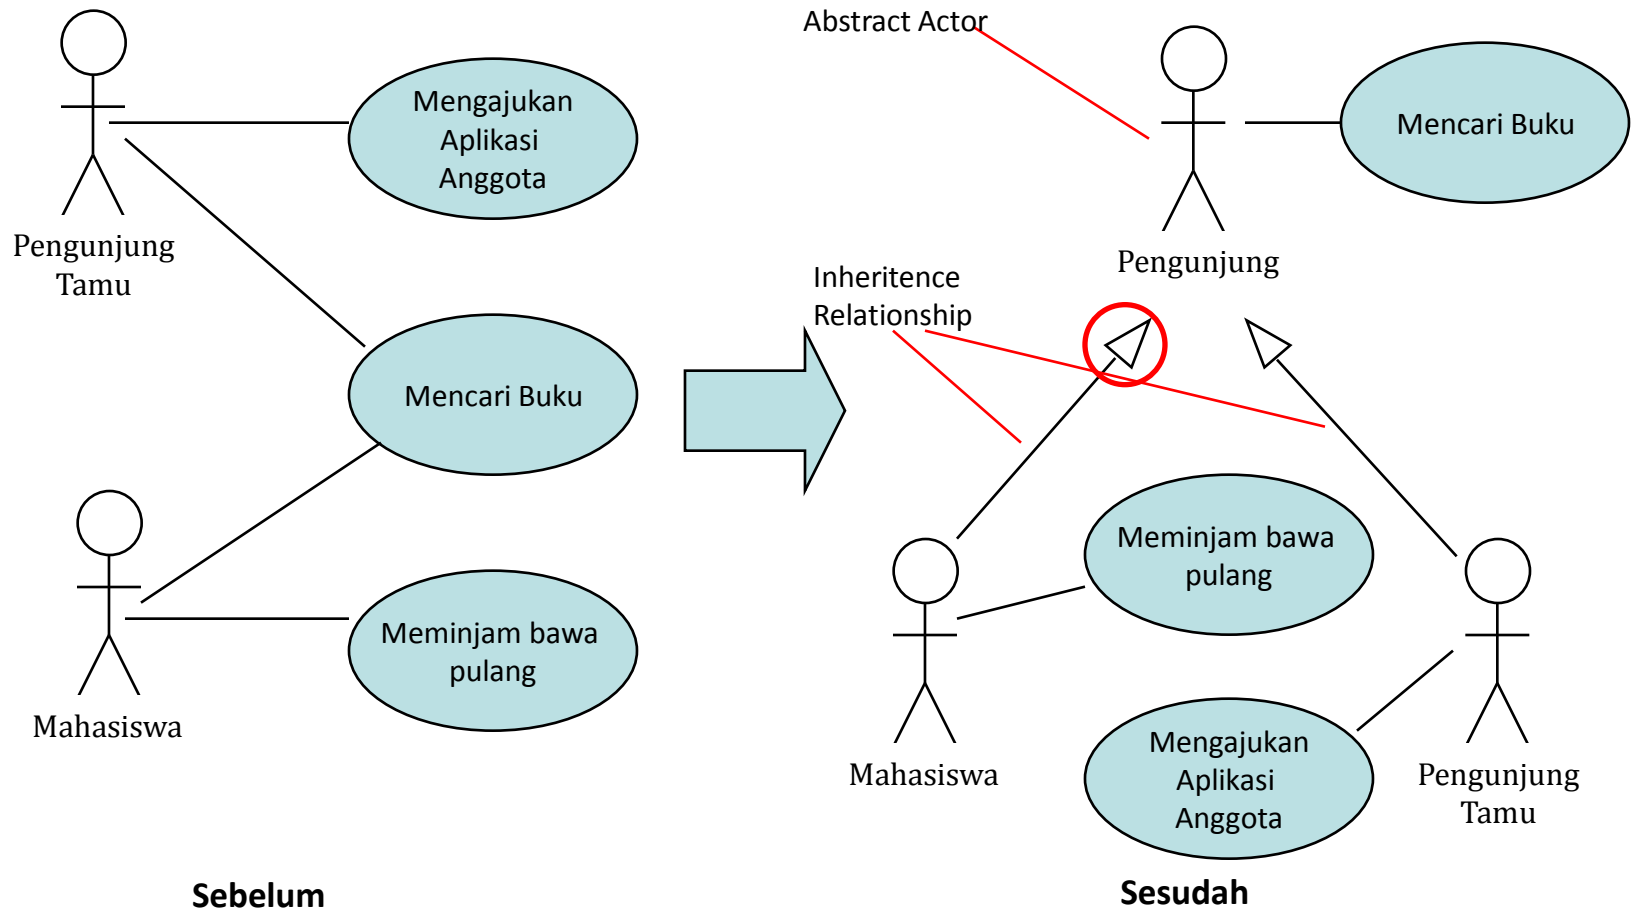 Mengajukan
Aplikasi
Anggota
Pengunjung
Tamu
Mencari Buku
Meminjam bawa
pulang
Mahasiswa
Sebelum
Abstract Actor
Mencari Buku
Pengunjung
Inheritence
Relationship
Meminjam bawa
pulang
Mahasiswa
Mengajukan
Aplikasi
Anggota
Pengunjung
Tamu
Sesudah